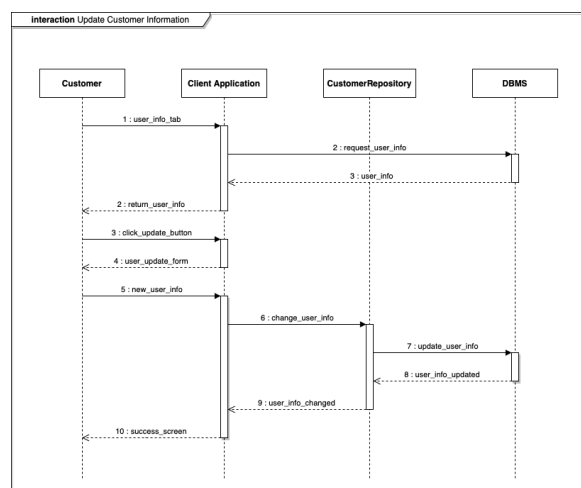 interaction Update Customer Information
Customer
Client Application
CustomerRepository
DBMS
1 : user_info_tab
2 : request_user_info
3 : user_info
2 : return_user_info
3 : click_update_button
4 : user_update_form
5 : new_user_info
6 : change_user_info
7 : update_user_info
8 : user_info_updated
9 : user_info_changed
10 : success_screen